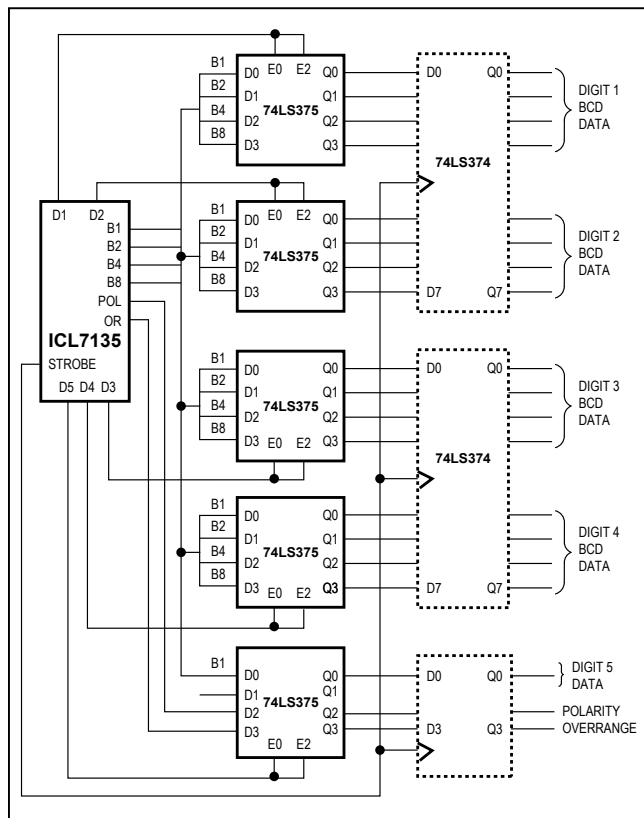 D1 D2
B1
B2
B4
B8
POL
OR
ICL7135
STROBE
D5 D4 D3
B1
B2
B4
B8
E0 E2
D0 Q0
D1 Q1
74LS375
D2 Q2
D3 Q3
B1
B2
B4
B8
E0 E2
D0 Q0
D1 Q1
74LS375
D2 Q2
D3 Q3
D0 Q0
74LS374
D7 Q7
DIGIT 1
BCD
DATA
DIGIT 2
BCD
DATA
B1
B2
B4
B8
D0 Q0
D1 Q1
74LS375
D2 Q2
D3 Q3
E0 E2
B1
B2
B4
B8
D0 Q0
D1 Q1
74LS375
D2 Q2
D3 Q3
E0 E2
D0 Q0
74LS374
D7 Q7
DIGIT 3
BCD
DATA
DIGIT 4
BCD
DATA
B1
D0 Q0
D1 Q1
74LS375
D2 Q2
D3 Q3
E0 E2
D0 Q0
D3 Q3
DIGIT 5
DATA
POLARITY
OVERRANGE